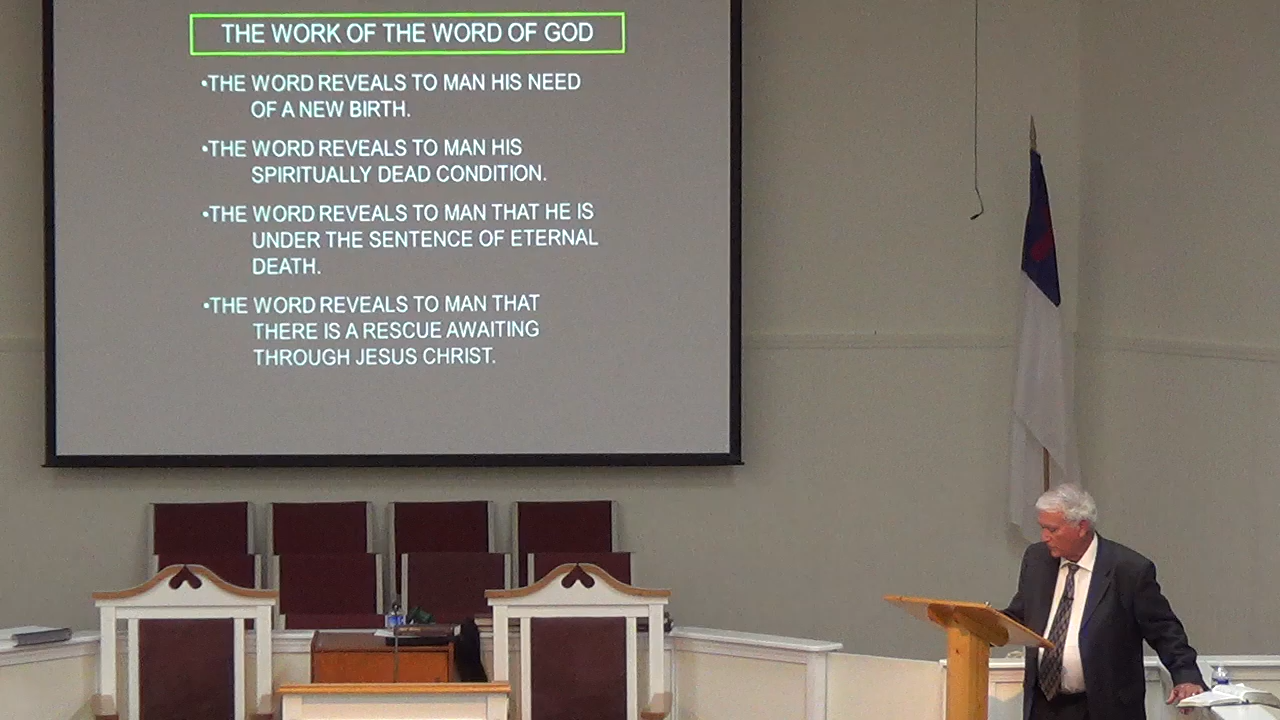 THE WORK OF THE WORD OF GOD
•THE WORD REVEALS TO MAN HIS NEED
OF A NEW BIRTH.
•THE WORD REVEALS TO MAN HIS
SPIRITUALLY DEAD CONDITION.
•THE WORD REVEALS TO MAN THAT HE IS
UNDER THE SENTENCE OF ETERNAL
DEATH.
•THE WORD REVEALS TO MAN THAT
THERE IS A RESCUE AWAITING
THROUGH JESUS CHRIST.